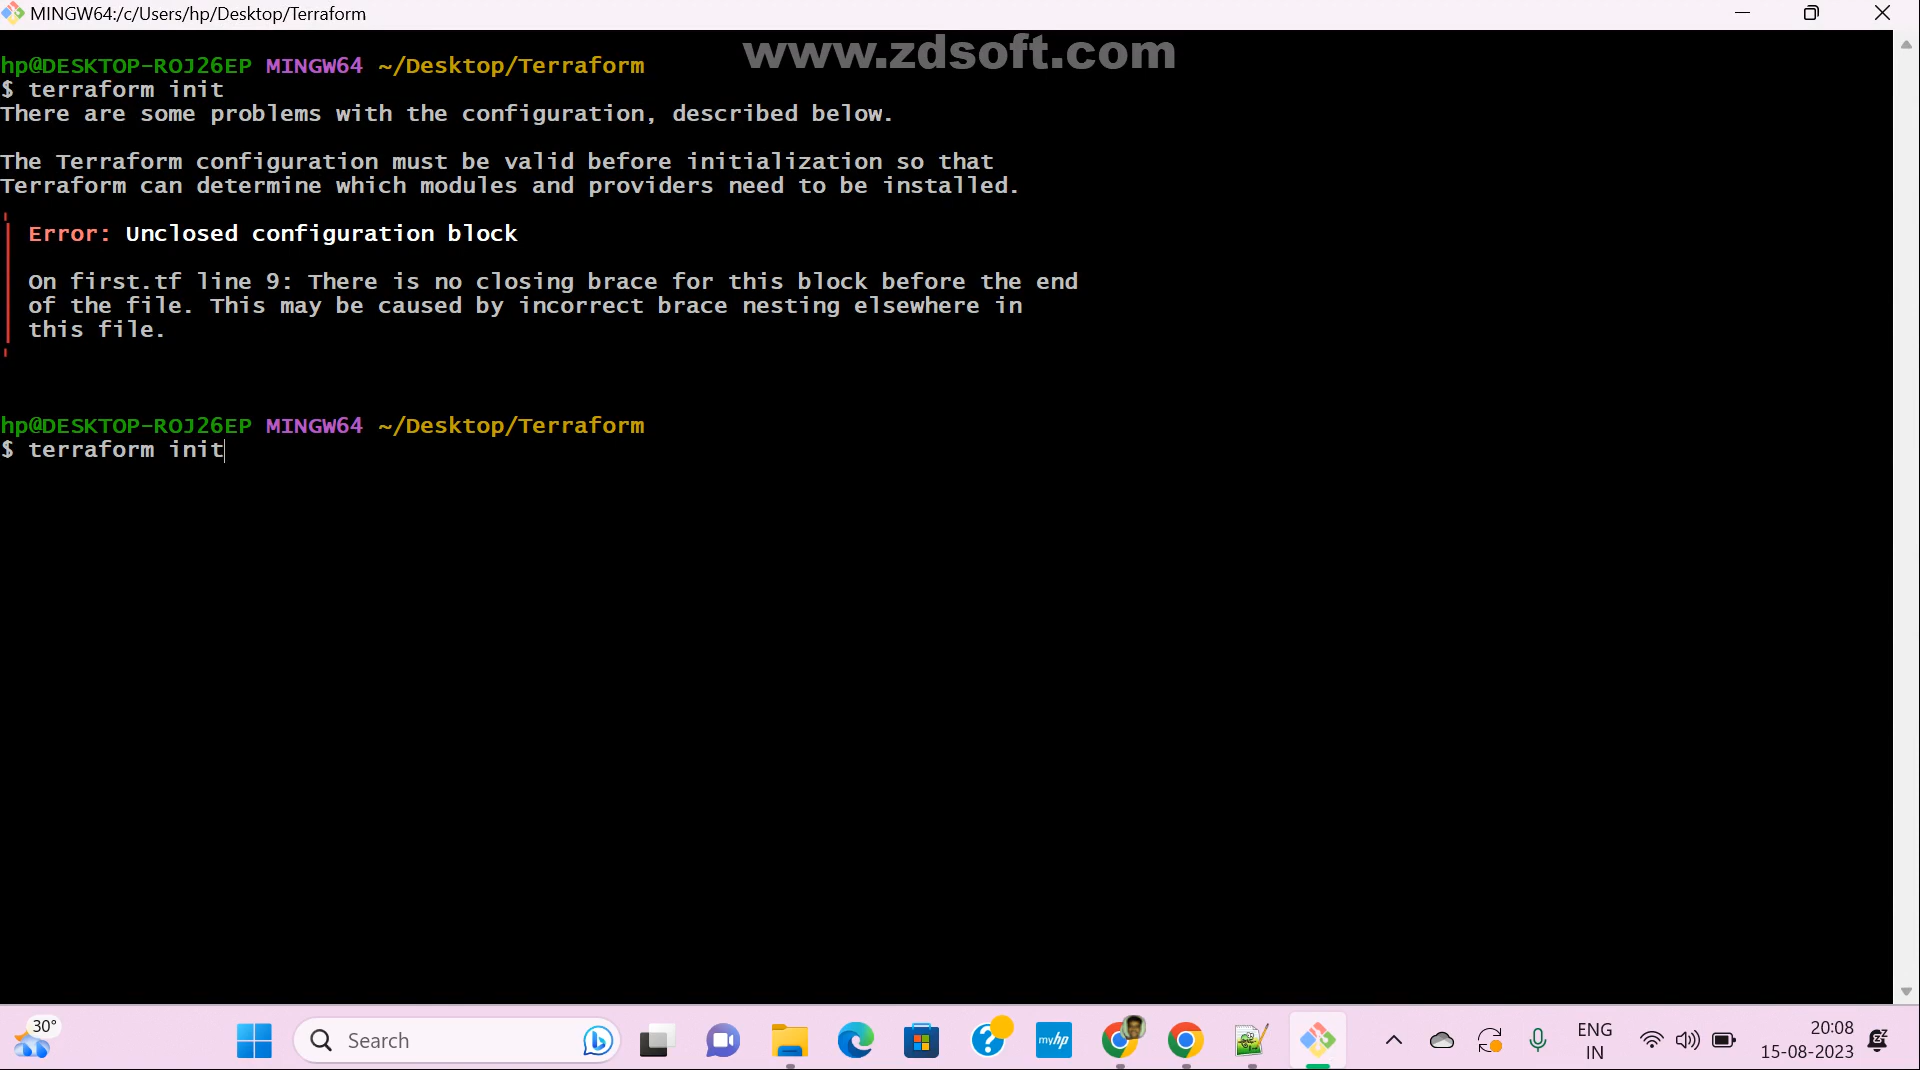 MINGW64:/c/Users/hp/Desktop/Terraform
www.zdsoft.com
hp@DESKTOP-ROJ26EP MINGW64 ~/Desktop/Terraform
$ terraform init
There are some problems with the configuration, described below.
The Terraform configuration must be valid before initialization so that
Terraform can determine which modules and providers need to be installed.
Error: Unclosed configuration block
On first.tf line 9: There is no closing brace for this block before the end
of the file. This may be caused by incorrect brace nesting elsewhere in
this file.
hp@DESKTOP-ROJ26EP MINGW64 ~/Desktop/Terraform
$ terraform init
30°
Search
myhp
ENG
IN
20:08
15-08-2023